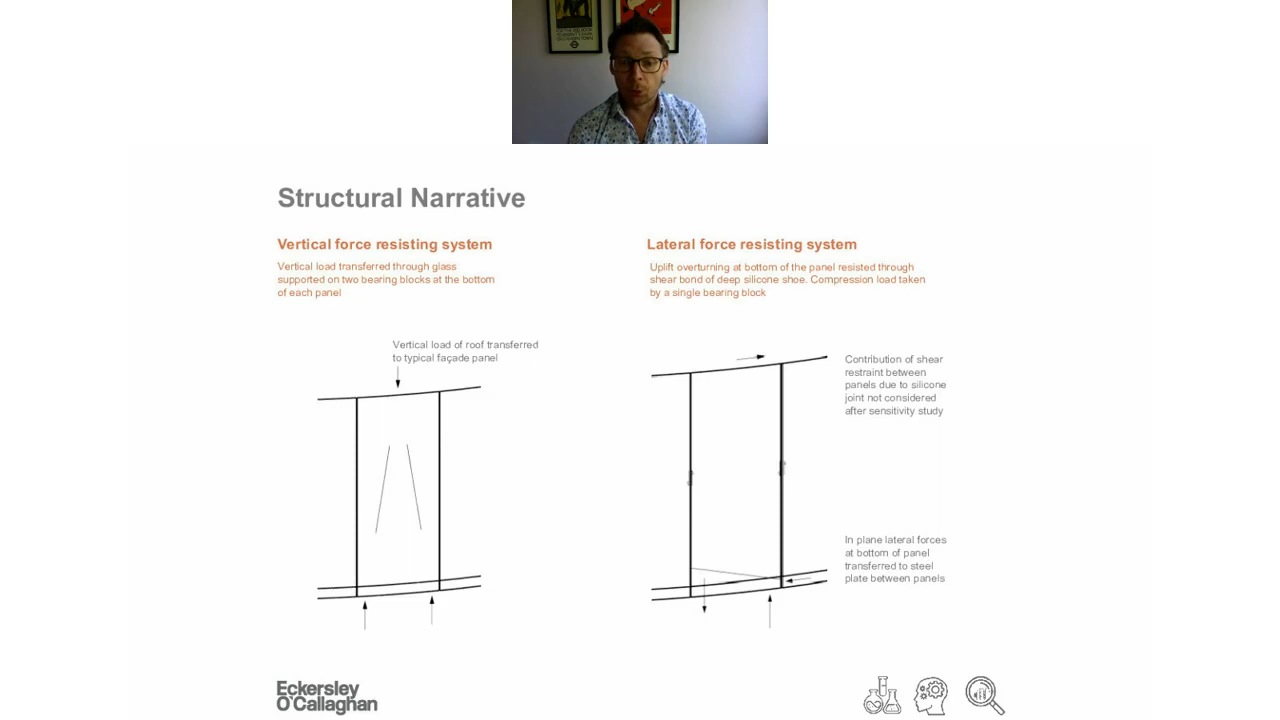 Structural Narrative
Vertical force resisting system
Vertical load transferred through glass
supported on two bearing blocks at the bottom
of each panel
Vertical load of roof transferred
to typical façade panel
Lateral force resisting system
Uplift overturning at bottom of the panel resisted through
shear bond of deep silicone shoe. Compression load taken
by a single bearing block
Contribution of shear
restraint between
panels due to silicone
joint not considered
after sensitivity study
In plane lateral forces
at bottom of panel
transferred to steel
plate between panels
Eckersley
O'Callaghan